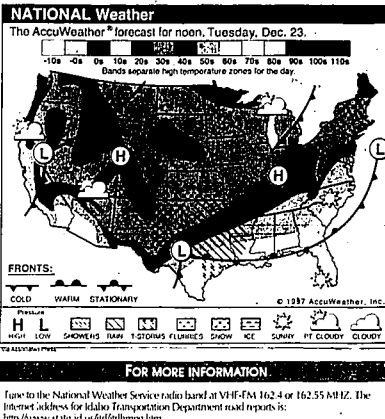 NATIONAL Weather
The AccuWeather® forecast for noon, Tuesday, Dec. 23.
-10s -0s 0s 10s 20s 30s 40s 50s 60s 70s 80s 90s 100s 110s
Bands separate high temperature zones for the day.
L
H
H
L
L
FRONTS:
COLD WARM STATIONARY
© 1997 AccuWeather, Inc.
Pressure
H L
HIGH LOW SHOWERS RAIN T-STORMS FLURRIES SNOW ICE SUNNY PT. CLOUDY CLOUDY
Via Associated Press
FOR MORE INFORMATION
Tune to the National Weather Service radio band at VHF-FM 162.4 or 162.55 MHZ. The
Internet address for Idaho Transportation Department road reports is: